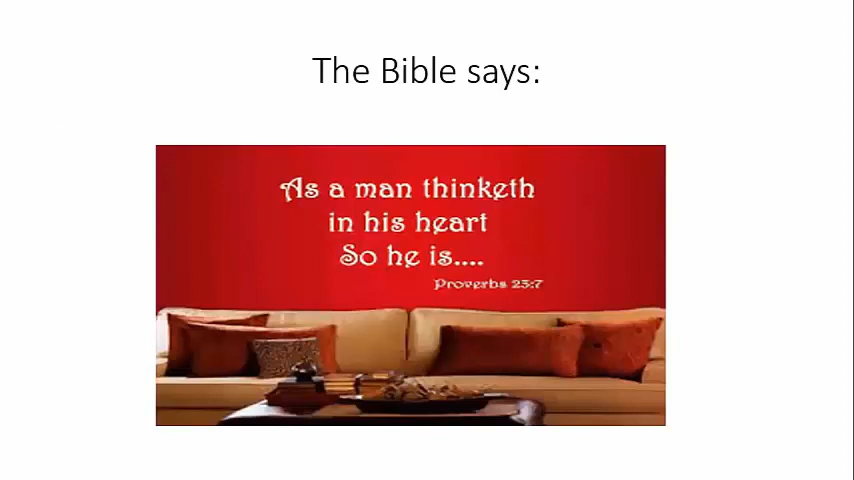 The Bible says:
As a man thinketh
in his heart
So he is....
Proverbs 23:7